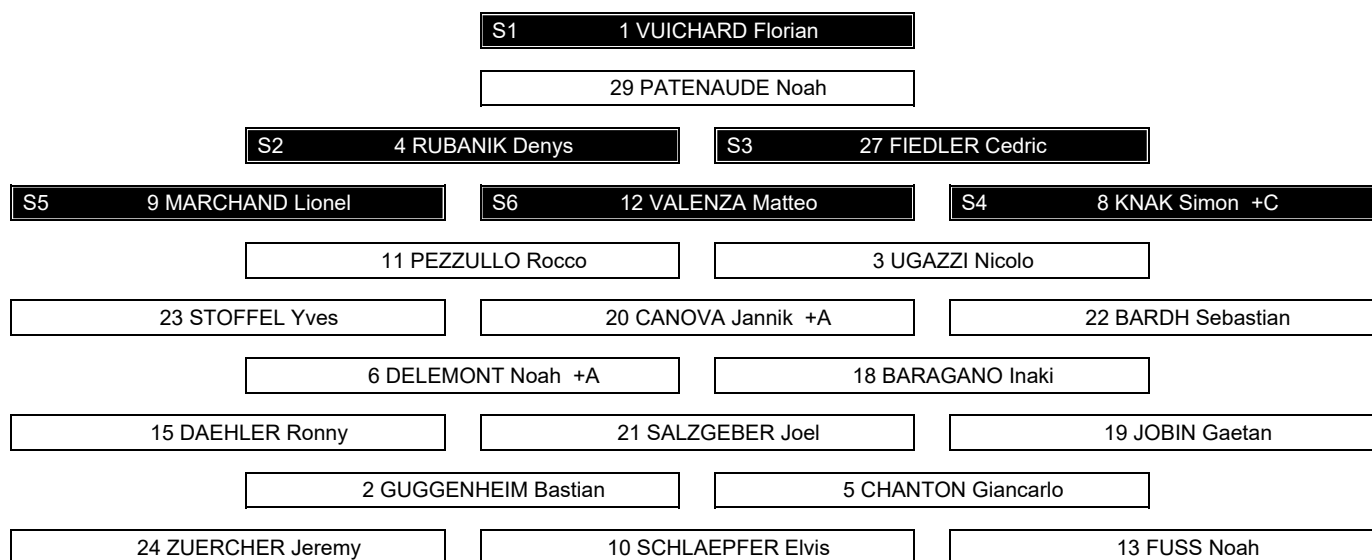 S1 1 VUICHARD Florian
29 PATENAUDE Noah
S2 4 RUBANIK Denys S3 27 FIEDLER Cedric
S5 9 MARCHAND Lionel S6 12 VALENZA Matteo S4 8 KNAK Simon +C
11 PEZZULLO Rocco 3 UGAZZI Nicolo
23 STOFFEL Yves 20 CANOVA Jannik +A 22 BARDH Sebastian
6 DELEMONT Noah +A 18 BARAGANO Inaki
15 DAEHLER Ronny 21 SALZGEBER Joel 19 JOBIN Gaetan
2 GUGGENHEIM Bastian 5 CHANTON Giancarlo
24 ZUERCHER Jeremy 10 SCHLAEPFER Elvis 13 FUSS Noah